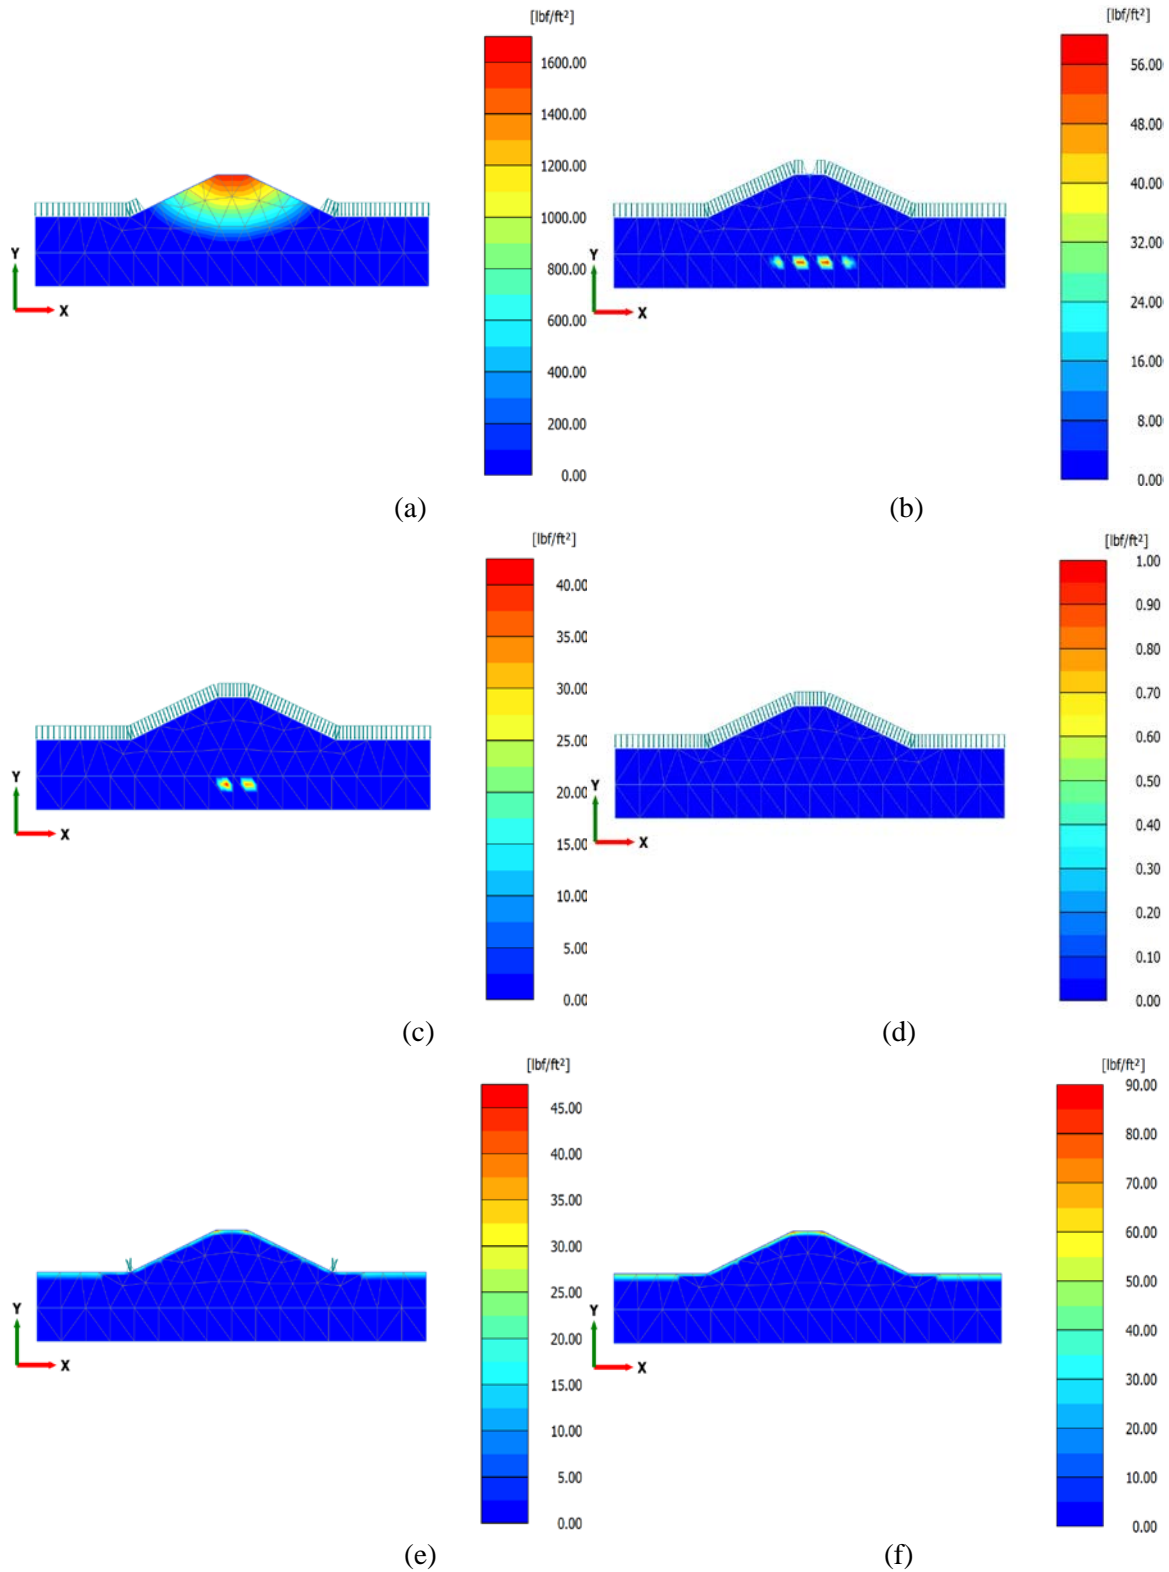 [lbf/ft²]
1600.00
1400.00
1200.00
1000.00
800.00
600.00
400.00
200.00
0.00
Y
X
(a)
[lbf/ft²]
56.00
48.00
40.00
32.00
24.00
16.00
8.00
0.00
Y
X
(b)
[lbf/ft²]
40.00
35.00
30.00
25.00
20.00
15.00
10.00
5.00
0.00
Y
X
(c)
[lbf/ft²]
1.00
0.90
0.80
0.70
0.60
0.50
0.40
0.30
0.20
0.10
0.00
Y
X
(d)
[lbf/ft²]
45.00
40.00
35.00
30.00
25.00
20.00
15.00
10.00
5.00
0.00
Y
X
(e)
[lbf/ft²]
90.00
80.00
70.00
60.00
50.00
40.00
30.00
20.00
10.00
0.00
Y
X
(f)